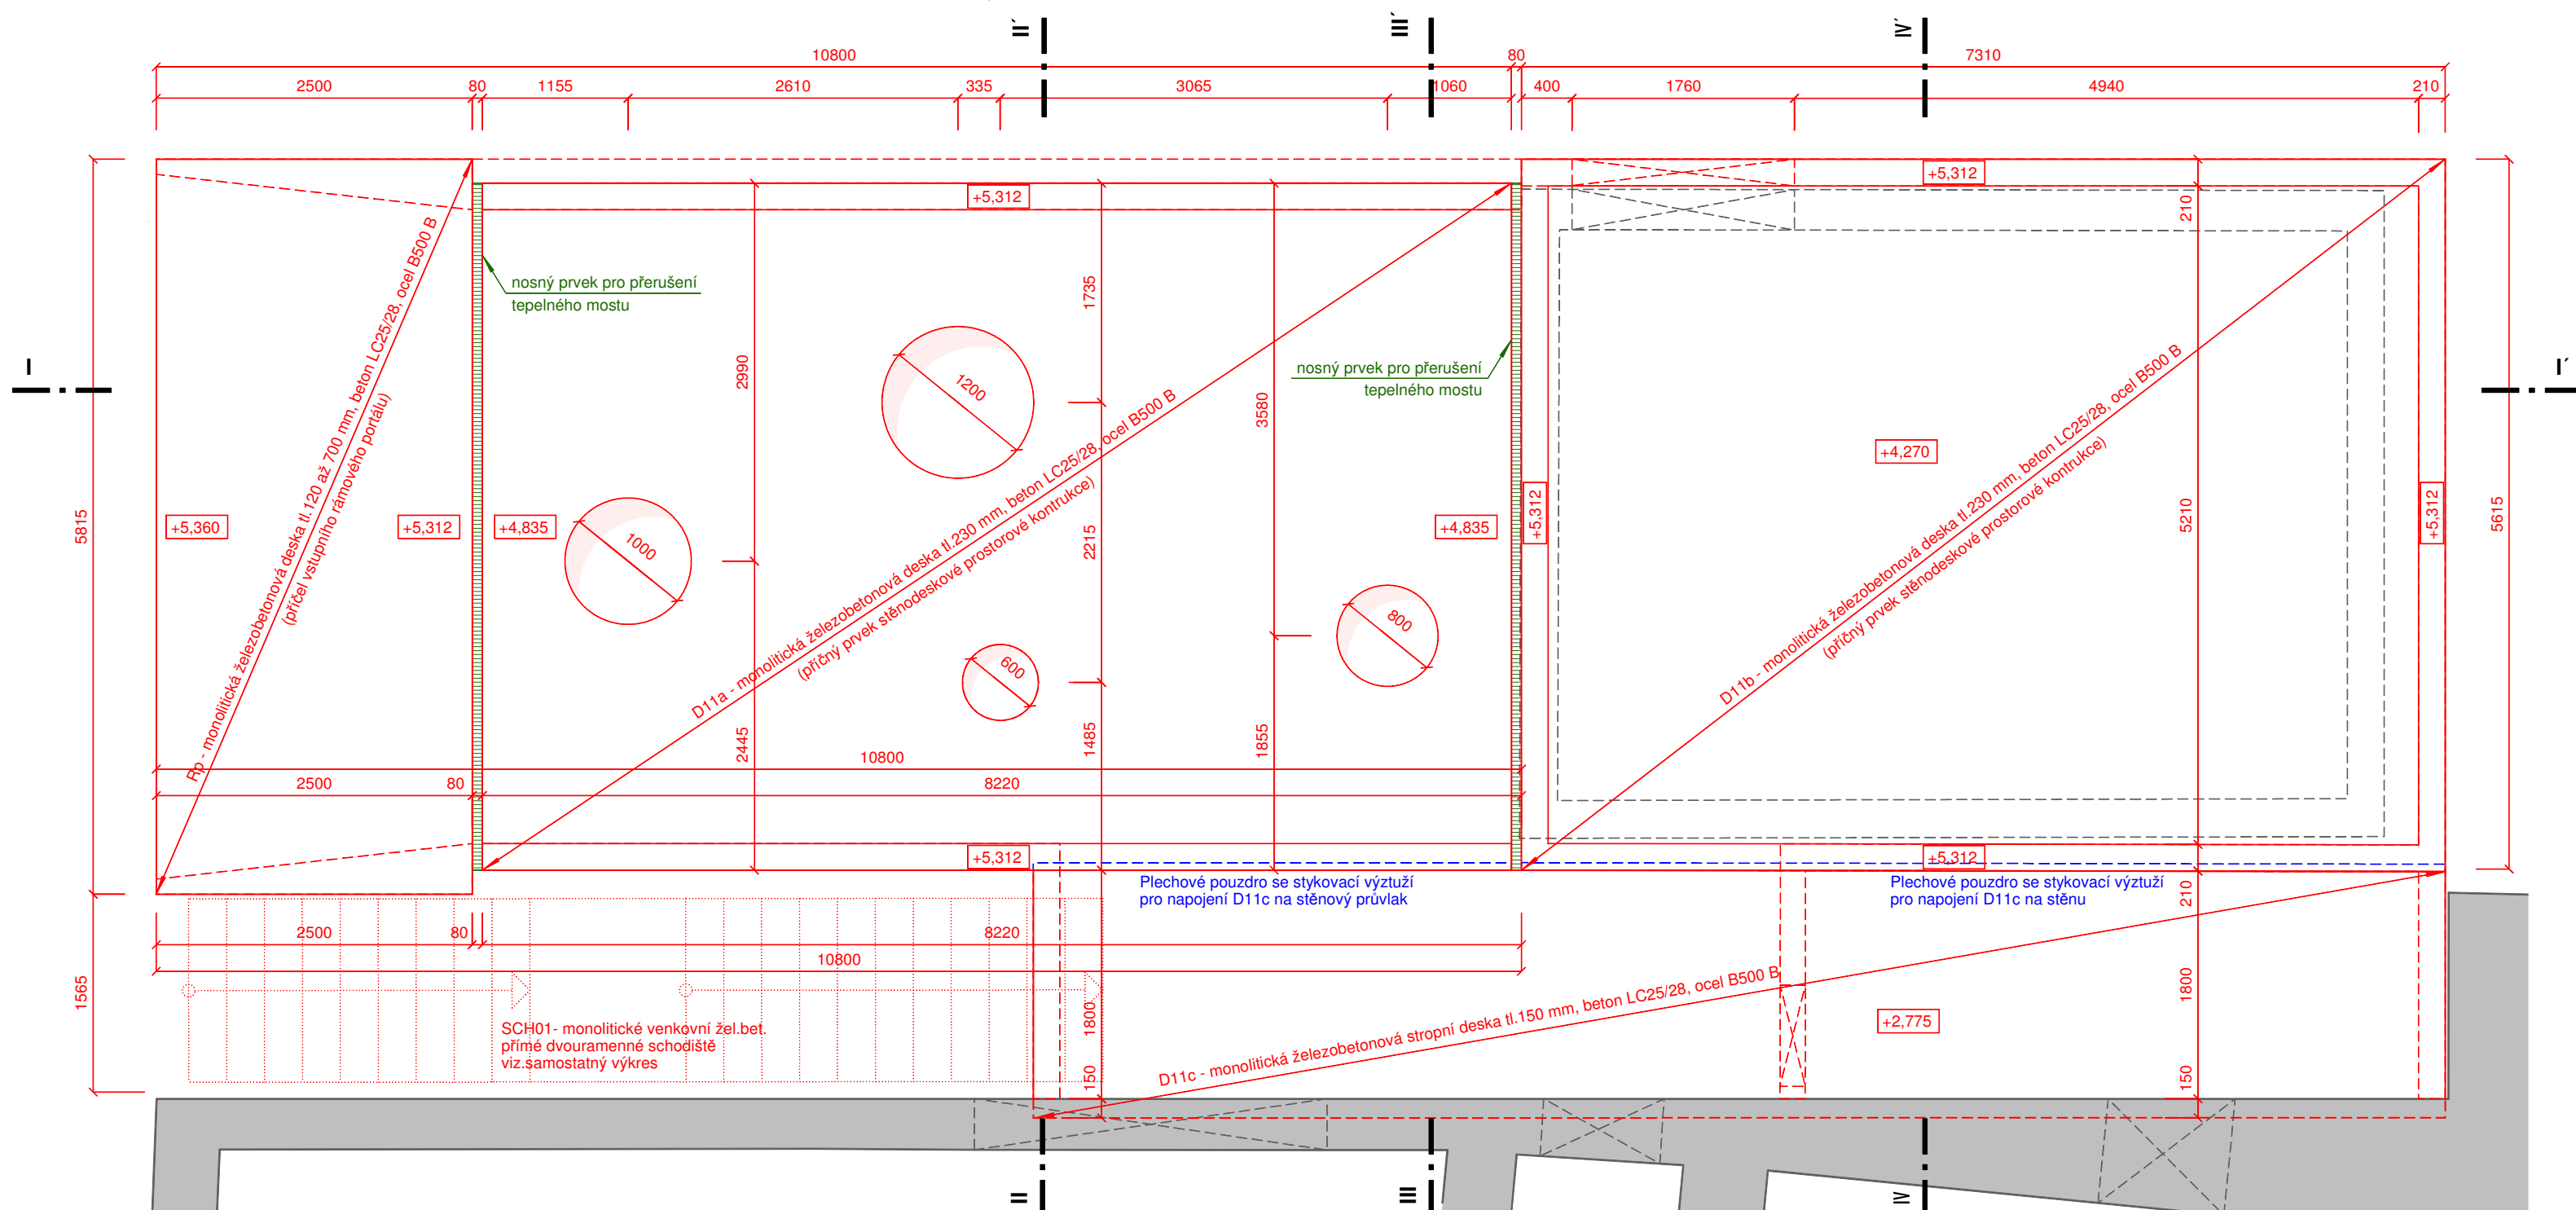 II´
III´
IV´
10800
80
7310
2500
80
1155
2610
335
3065
1060
400
1760
4940
210
+5,312
+5,312
210
nosný prvek pro přerušení
tepelného mostu
1735
2990
1200
nosný prvek pro přerušení
tepelného mostu
3580
I
I´
+4,270
5815
+5,360
+5,312
+4,835
1000
2215
+4,835
+5,312
5210
+5,312
5615
Rp - monolitická železobetonová deska tl.120 až 700 mm, beton LC25/28, ocel B500 B
(příčel vstupního rámového portálu)
D11a - monolitická železobetonová deska tl.230 mm, beton LC25/28, ocel B500 B
(příčný prvek stěnodeskové prostorové kontrukce)
D11b - monolitická železobetonová deska tl.230 mm, beton LC25/28, ocel B500 B
(příčný prvek stěnodeskové prostorové kontrukce)
800
600
2445
1485
1855
10800
2500
80
8220
+5,312
+5,312
Plechové pouzdro se stykovací výztuží
pro napojení D11c na stěnový průvlak
Plechové pouzdro se stykovací výztuží
pro napojení D11c na stěnu
210
2500
80
8220
10800
1565
1800
1800
D11c - monolitická železobetonová stropní deska tl.150 mm, beton LC25/28, ocel B500 B
+2,775
SCH01- monolitické venkovní žel.bet.
přímé dvouramenné schodiště
viz.samostatný výkres
150
150
II
III
IV